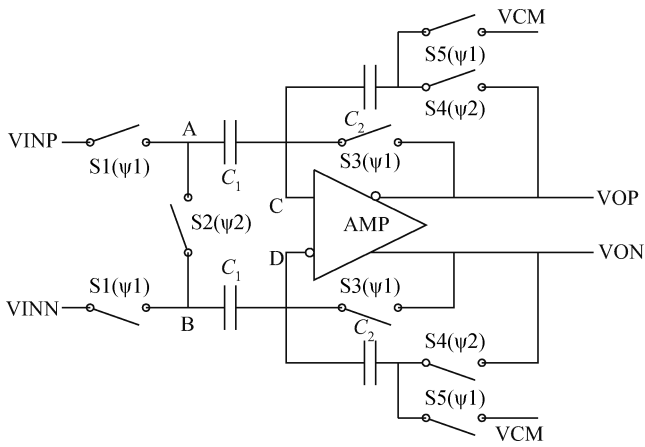 VCM
S5(ψ1)
S4(ψ2)
C2
VINP
A
S1(ψ1)
C1
S3(ψ1)
C
VOP
S2(ψ2)
AMP
D
VON
C1
S1(ψ1)
S3(ψ1)
VINN
B
C2
S4(ψ2)
S5(ψ1)
VCM